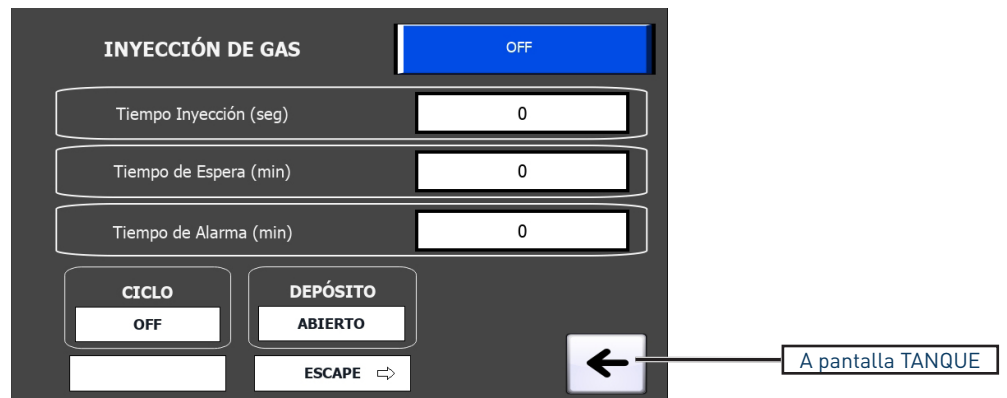 INYECCIÓN DE GAS
OFF
Tiempo Inyección (seg)
0
Tiempo de Espera (min)
0
Tiempo de Alarma (min)
0
CICLO
OFF
DEPÓSITO
ABIERTO
ESCAPE
A pantalla TANQUE